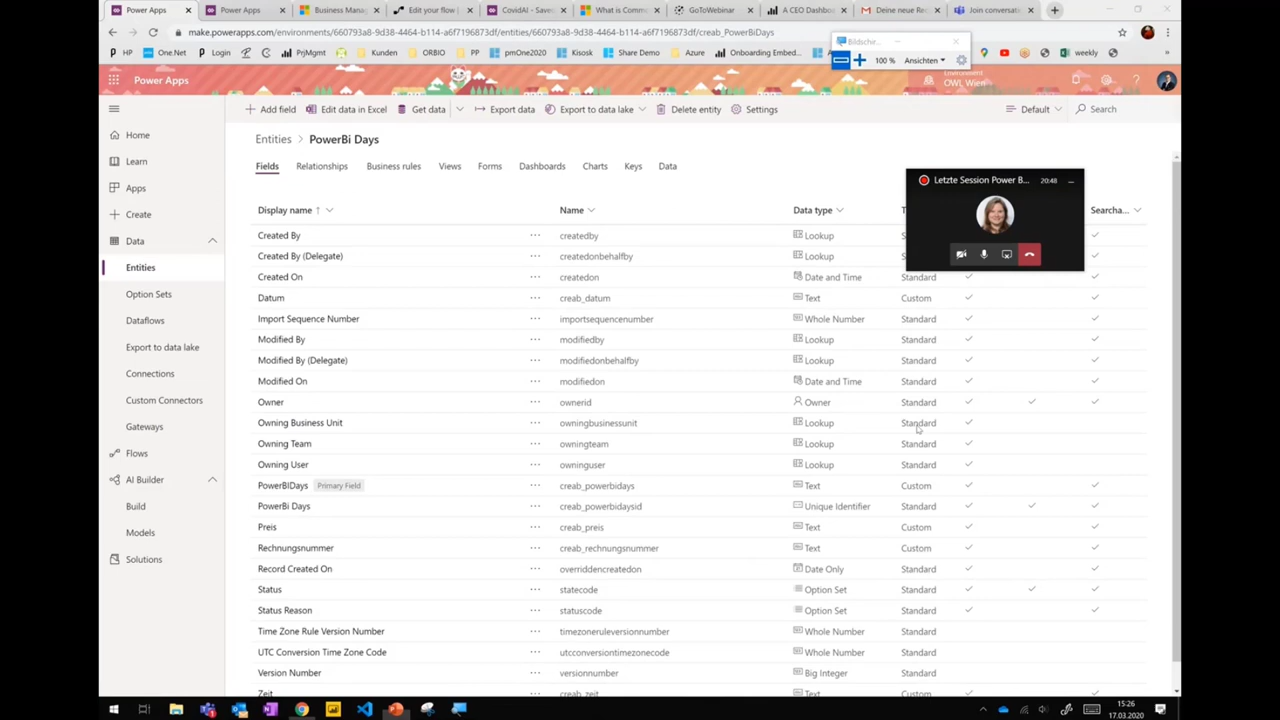 Power Apps
Power Apps
Business Manag
Edit your flow |
CovidAI - Saved
What is Comm
GoToWebinar
A CEO Dashbo
Deine neue Re
Join conversat
make.powerapps.com/environments/660793a8-9d38-4464-b114-a6f7196873df/entities/creab_PowerBiDays
HP
One.Net
Login
PrjMgmt
Kunden
ORBIO
PP
pmOne2020
Kisosk
Share Demo
Azure
Onboarding Embed...
weekly
Bildsche...
100 %
Ansichten
Power Apps
Environment
OWL Wien
Add field
Edit data in Excel
Get data
Export data
Export to data lake
Delete entity
Settings
Default
Search
Home
Learn
Apps
Create
Data
Entities
Option Sets
Dataflows
Export to data lake
Connections
Custom Connectors
Gateways
Flows
AI Builder
Build
Models
Solutions
Entities > PowerBi Days
Fields Relationships Business rules Views Forms Dashboards Charts Keys Data
Letzte Session Power B... 20:48
Display name Name Data type T Searcha...
Created By createdby Lookup S
Created By (Delegate) createdonbehalfby Lookup S
Created On createdon Date and Time Standard
Datum creab_datum Text Custom
Import Sequence Number importsequencenumber Whole Number Standard
Modified By modifiedby Lookup Standard
Modified By (Delegate) modifiedonbehalfby Lookup Standard
Modified On modifiedon Date and Time Standard
Owner ownerid Owner Standard
Owning Business Unit owningbusinessunit Lookup Standard
Owning Team owningteam Lookup Standard
Owning User owninguser Lookup Standard
PowerBIDays Primary Field creab_powerbidays Text Custom
PowerBi Days creab_powerbidaysid Unique Identifier Standard
Preis creab_preis Text Custom
Rechnungsnummer creab_rechnungsnummer Text Custom
Record Created On overriddencreatedon Date Only Standard
Status statecode Option Set Standard
Status Reason statuscode Option Set Standard
Time Zone Rule Version Number timezoneruleversionnumber Whole Number Standard
UTC Conversion Time Zone Code utcconversiontimezonecode Whole Number Standard
Version Number versionnumber Big Integer Standard
Zeit creab_zeit Text Custom
15:26
17.03.2020